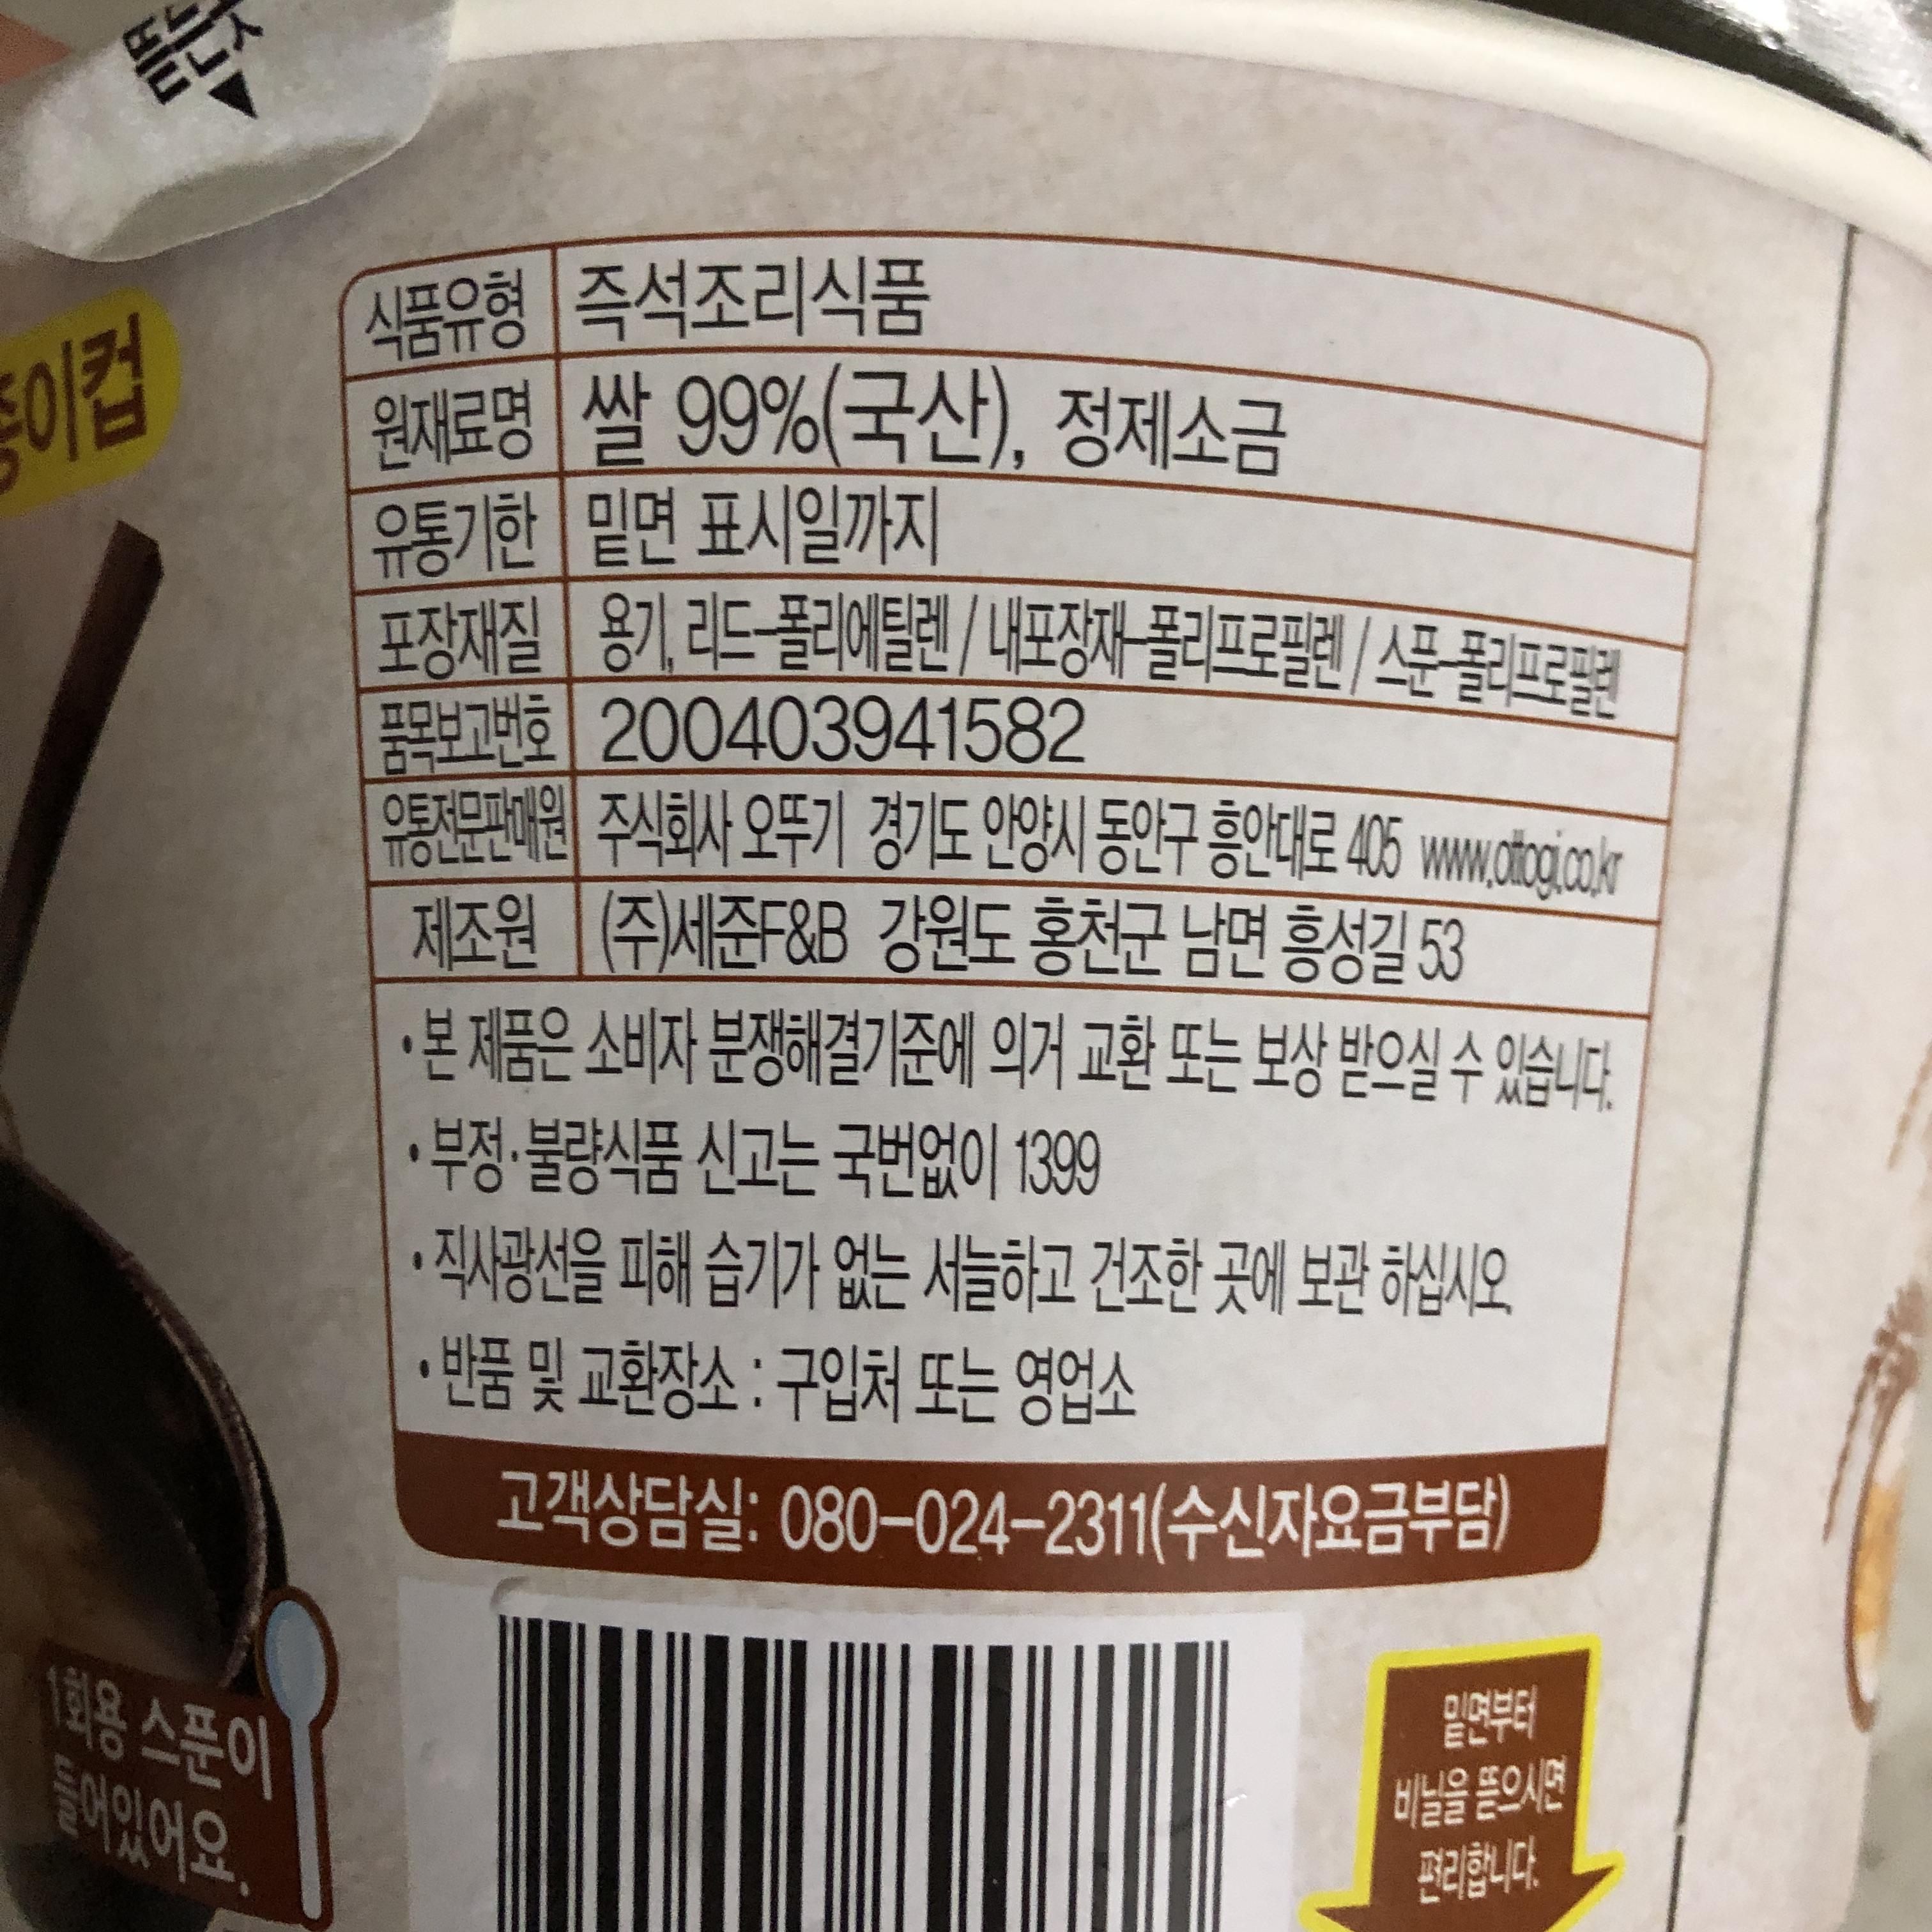 종이컵
식품유형 즉석조리식품
원재료명 쌀 99%(국산), 정제소금
유통기한 밑면 표시일까지
포장재질 용기, 리드-폴리에틸렌 / 내포장재-폴리프로필렌 / 스푼-폴리프로필렌
품목보고번호 200403941582
유통전문판매원 주식회사 오뚜기 경기도 안양시 동안구 흥안대로 405 www.ottogi.co.kr
제조원 (주)세준F&B 강원도 홍천군 남면 흥성길 53
•본 제품은 소비자 분쟁해결기준에 의거 교환 또는 보상 받으실 수 있습니다.
•부정·불량식품 신고는 국번없이 1399
•직사광선을 피해 습기가 없는 서늘하고 건조한 곳에 보관 하십시오.
•반품 및 교환장소 : 구입처 또는 영업소
고객상담실: 080-024-2311(수신자요금부담)
1회용 스푼이
들어있어요.
밑면부터
비닐을 뜯으시면
편리합니다.